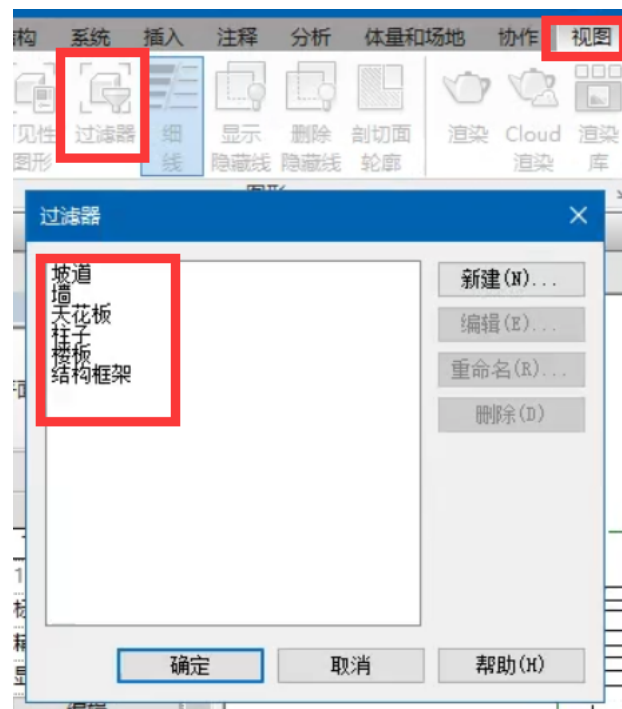 构 系统 插入 注释 分析 体量和场地 协作 视图
可见性 过滤器 细 显示 删除 剖切面 渲染 Cloud 渲染
图形 线 隐藏线 隐藏线 轮廓 渲染 库
过滤器
坡道
墙
天花板
柱子
楼板
结构框架
新建(N)...
编辑(E)...
重命名(R)...
删除(D)
确定 取消 帮助(H)